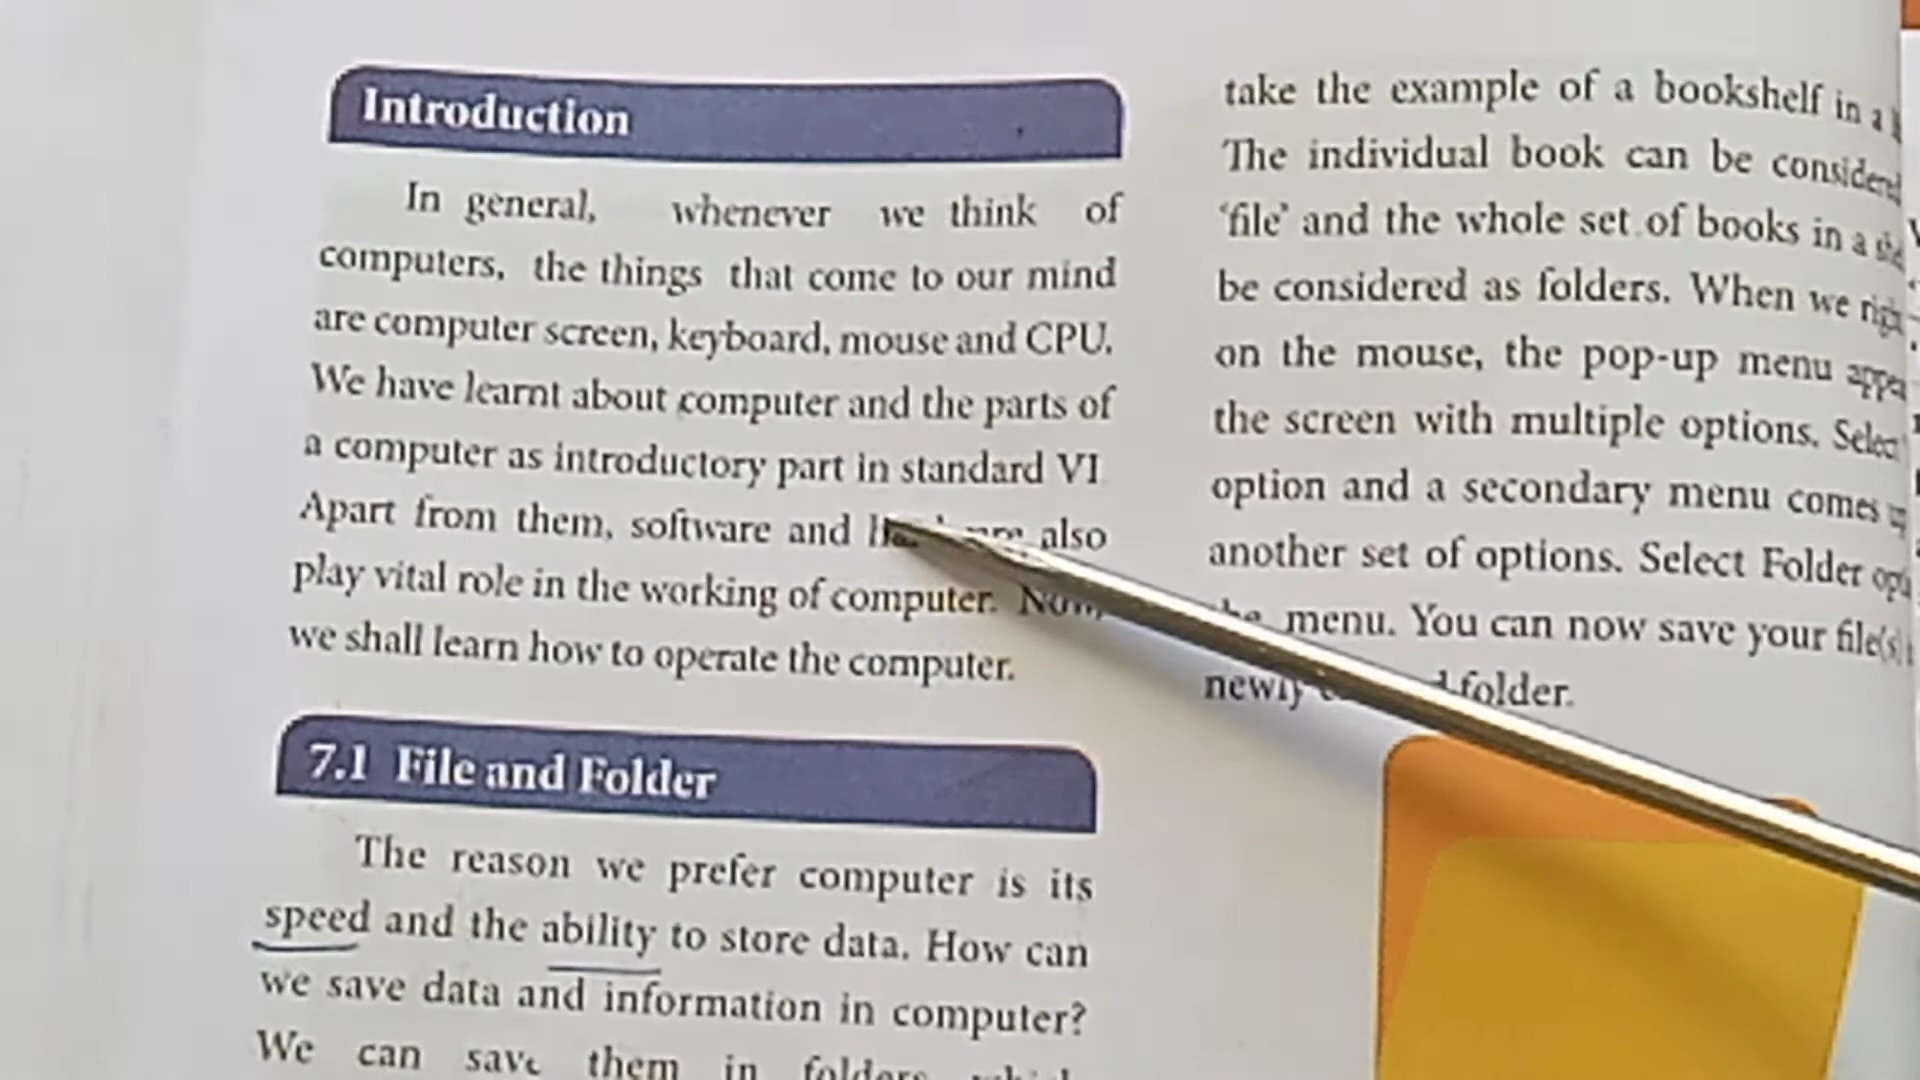 Introduction
In general, whenever we think of
computers, the things that come to our mind
are computer screen, keyboard, mouse and CPU.
We have learnt about computer and the parts of
a computer as introductory part in standard VI
Apart from them, software and also
play vital role in the working of computer. Now,
we shall learn how to operate the computer.
7.1 File and Folder
The reason we prefer computer is its
speed and the ability to store data. How can
we save data and information in computer?
We can save them in folders
take the example of a bookshelf in a
The individual book can be considered
‘file’ and the whole set of books in a
be considered as folders. When we
on the mouse, the pop-up menu
the screen with multiple options. Select
option and a secondary menu comes
another set of options. Select Folder
menu. You can now save your file(s)
newly folder.